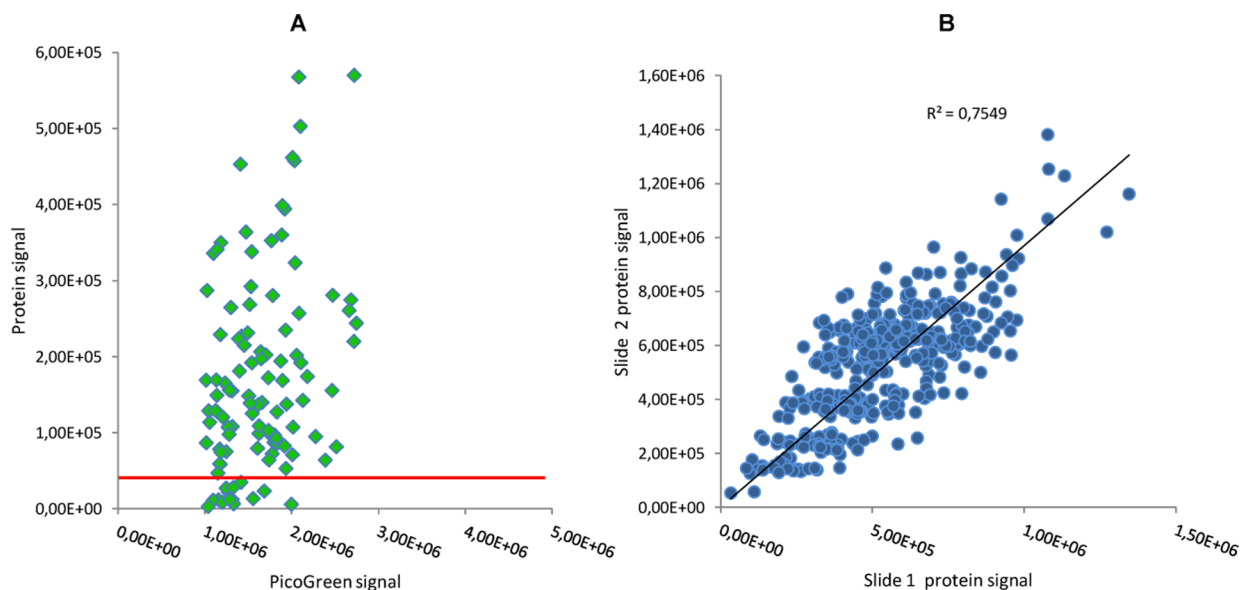 A
6,00E+05
5,00E+05
4,00E+05
3,00E+05
2,00E+05
1,00E+05
0,00E+00
Protein signal
0,00E+00
1,00E+06
2,00E+06
3,00E+06
4,00E+06
5,00E+06
PicoGreen signal
B
1,60E+06
1,40E+06
1,20E+06
1,00E+06
8,00E+05
6,00E+05
4,00E+05
2,00E+05
0,00E+00
Slide 2 protein signal
R² = 0,7549
0,00E+00
5,00E+05
1,00E+06
1,50E+06
Slide 1 protein signal